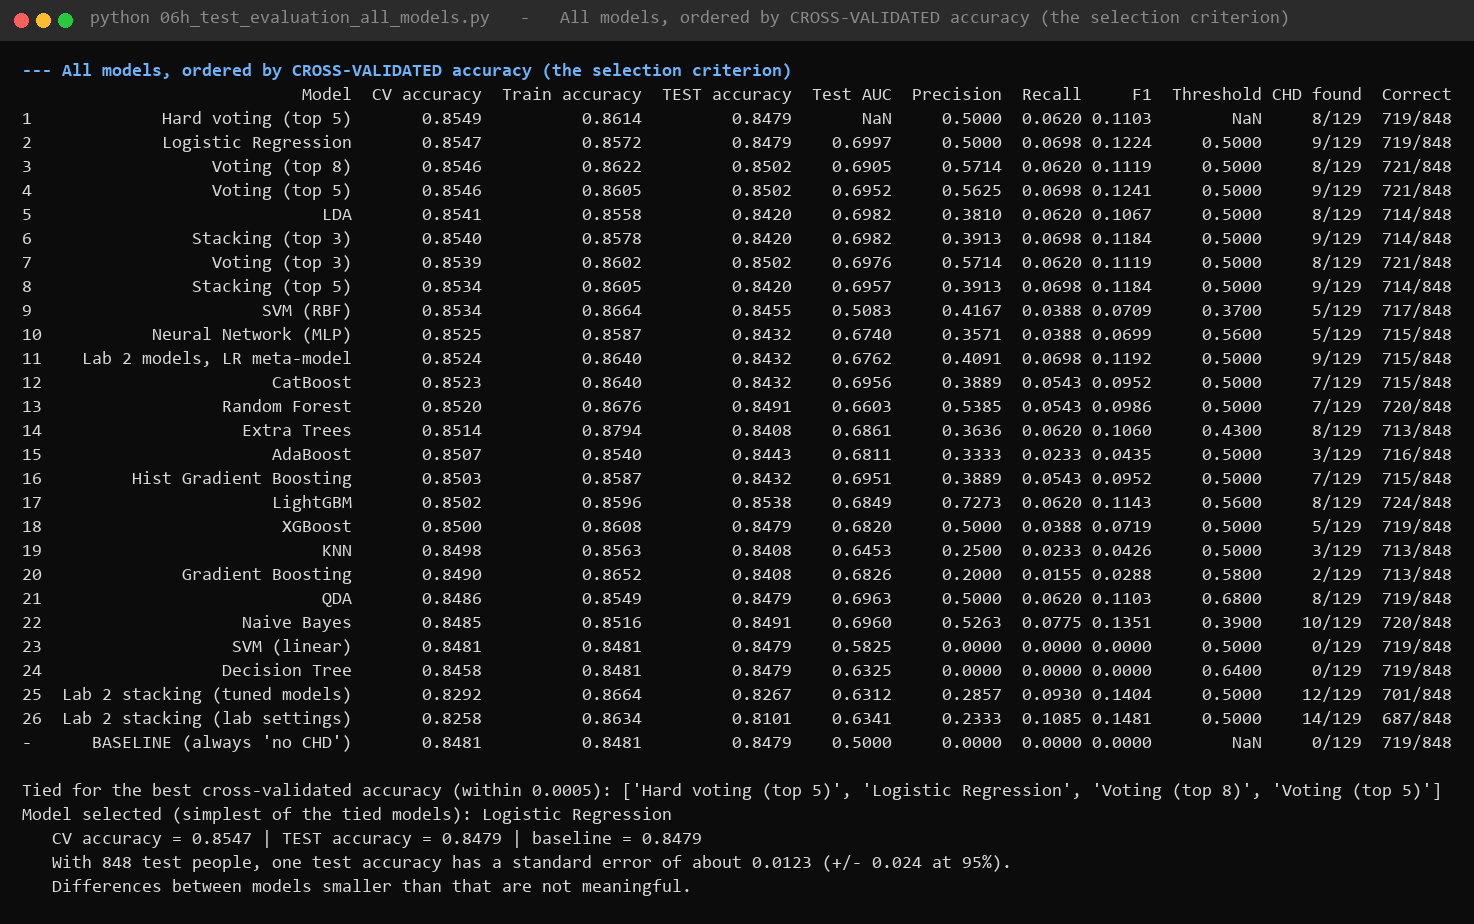 python 06h_test_evaluation_all_models.py   -   All models, ordered by CROSS-VALIDATED accuracy (the selection criterion)
--- All models, ordered by CROSS-VALIDATED accuracy (the selection criterion)
Model  CV accuracy  Train accuracy  TEST accuracy  Test AUC  Precision  Recall     F1  Threshold CHD found  Correct
1             Hard voting (top 5)       0.8549          0.8614         0.8479       NaN     0.5000  0.0620 0.1103        NaN     8/129  719/848
2             Logistic Regression       0.8547          0.8572         0.8479    0.6997     0.5000  0.0698 0.1224     0.5000     9/129  719/848
3                  Voting (top 8)       0.8546          0.8622         0.8502    0.6905     0.5714  0.0620 0.1119     0.5000     8/129  721/848
4                  Voting (top 5)       0.8546          0.8605         0.8502    0.6952     0.5625  0.0698 0.1241     0.5000     9/129  721/848
5                             LDA       0.8541          0.8558         0.8420    0.6982     0.3810  0.0620 0.1067     0.5000     8/129  714/848
6                Stacking (top 3)       0.8540          0.8578         0.8420    0.6982     0.3913  0.0698 0.1184     0.5000     9/129  714/848
7                  Voting (top 3)       0.8539          0.8602         0.8502    0.6976     0.5714  0.0620 0.1119     0.5000     8/129  721/848
8                Stacking (top 5)       0.8534          0.8605         0.8420    0.6957     0.3913  0.0698 0.1184     0.5000     9/129  714/848
9                       SVM (RBF)       0.8534          0.8664         0.8455    0.5083     0.4167  0.0388 0.0709     0.3700     5/129  717/848
10           Neural Network (MLP)       0.8525          0.8587         0.8432    0.6740     0.3571  0.0388 0.0699     0.5600     5/129  715/848
11    Lab 2 models, LR meta-model       0.8524          0.8640         0.8432    0.6762     0.4091  0.0698 0.1192     0.5000     9/129  715/848
12                       CatBoost       0.8523          0.8640         0.8432    0.6956     0.3889  0.0543 0.0952     0.5000     7/129  715/848
13                  Random Forest       0.8520          0.8676         0.8491    0.6603     0.5385  0.0543 0.0986     0.5000     7/129  720/848
14                    Extra Trees       0.8514          0.8794         0.8408    0.6861     0.3636  0.0620 0.1060     0.4300     8/129  713/848
15                       AdaBoost       0.8507          0.8540         0.8443    0.6811     0.3333  0.0233 0.0435     0.5000     3/129  716/848
16         Hist Gradient Boosting       0.8503          0.8587         0.8432    0.6951     0.3889  0.0543 0.0952     0.5000     7/129  715/848
17                       LightGBM       0.8502          0.8596         0.8538    0.6849     0.7273  0.0620 0.1143     0.5600     8/129  724/848
18                        XGBoost       0.8500          0.8608         0.8479    0.6820     0.5000  0.0388 0.0719     0.5000     5/129  719/848
19                            KNN       0.8498          0.8563         0.8408    0.6453     0.2500  0.0233 0.0426     0.5000     3/129  713/848
20              Gradient Boosting       0.8490          0.8652         0.8408    0.6826     0.2000  0.0155 0.0288     0.5800     2/129  713/848
21                            QDA       0.8486          0.8549         0.8479    0.6963     0.5000  0.0620 0.1103     0.6800     8/129  719/848
22                    Naive Bayes       0.8485          0.8516         0.8491    0.6960     0.5263  0.0775 0.1351     0.3900    10/129  720/848
23                   SVM (linear)       0.8481          0.8481         0.8479    0.5825     0.0000  0.0000 0.0000     0.5000     0/129  719/848
24                  Decision Tree       0.8458          0.8481         0.8479    0.6325     0.0000  0.0000 0.0000     0.6400     0/129  719/848
25  Lab 2 stacking (tuned models)       0.8292          0.8664         0.8267    0.6312     0.2857  0.0930 0.1404     0.5000    12/129  701/848
26  Lab 2 stacking (lab settings)       0.8258          0.8634         0.8101    0.6341     0.2333  0.1085 0.1481     0.5000    14/129  687/848
-      BASELINE (always 'no CHD')       0.8481          0.8481         0.8479    0.5000     0.0000  0.0000 0.0000        NaN     0/129  719/848
Tied for the best cross-validated accuracy (within 0.0005): ['Hard voting (top 5)', 'Logistic Regression', 'Voting (top 8)', 'Voting (top 5)']
Model selected (simplest of the tied models): Logistic Regression
CV accuracy = 0.8547 | TEST accuracy = 0.8479 | baseline = 0.8479
With 848 test people, one test accuracy has a standard error of about 0.0123 (+/- 0.024 at 95%).
Differences between models smaller than that are not meaningful.